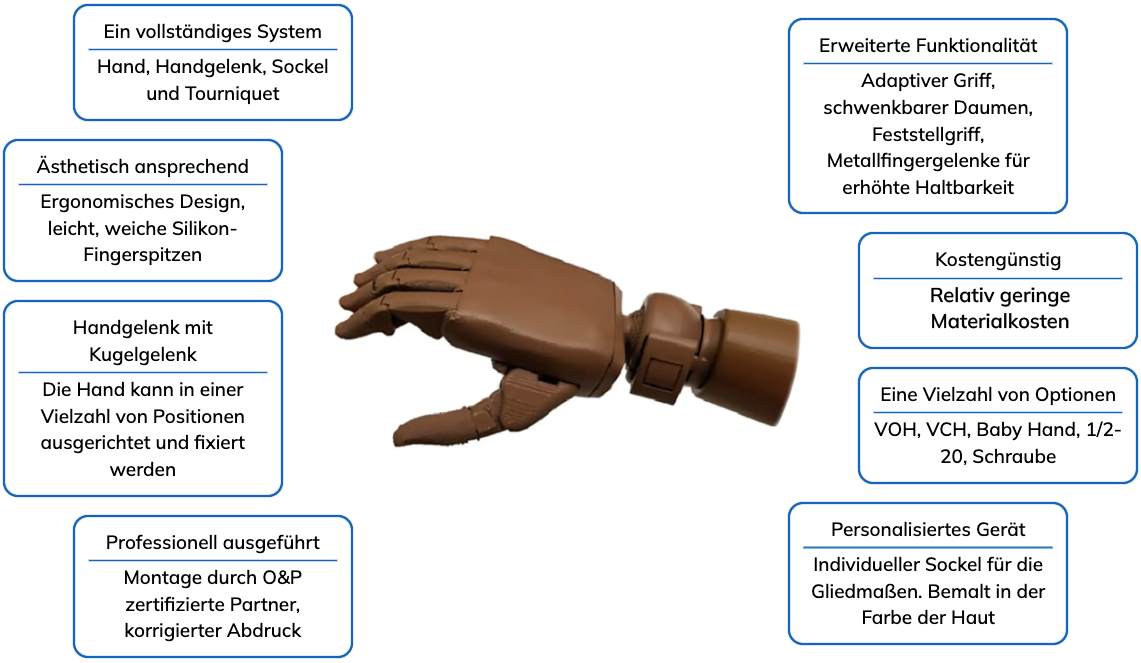 Ein vollständiges System
Hand, Handgelenk, Sockel
und Tourniquet
Ästhetisch ansprechend
Ergonomisches Design,
leicht, weiche Silikon-
Fingerspitzen
Handgelenk mit
Kugelgelenk
Die Hand kann in einer
Vielzahl von Positionen
ausgerichtet und fixiert
werden
Professionell ausgeführt
Montage durch O&P
zertifizierte Partner,
korrigierter Abdruck
Erweiterte Funktionalität
Adaptiver Griff,
schwenkbarer Daumen,
Feststellgriff,
Metallfingergelenke für
erhöhte Haltbarkeit
Kostengünstig
Relativ geringe
Materialkosten
Eine Vielzahl von Optionen
VOH, VCH, Baby Hand, 1/2-
20, Schraube
Personalisiertes Gerät
Individueller Sockel für die
Gliedmaßen. Bemalt in der
Farbe der Haut